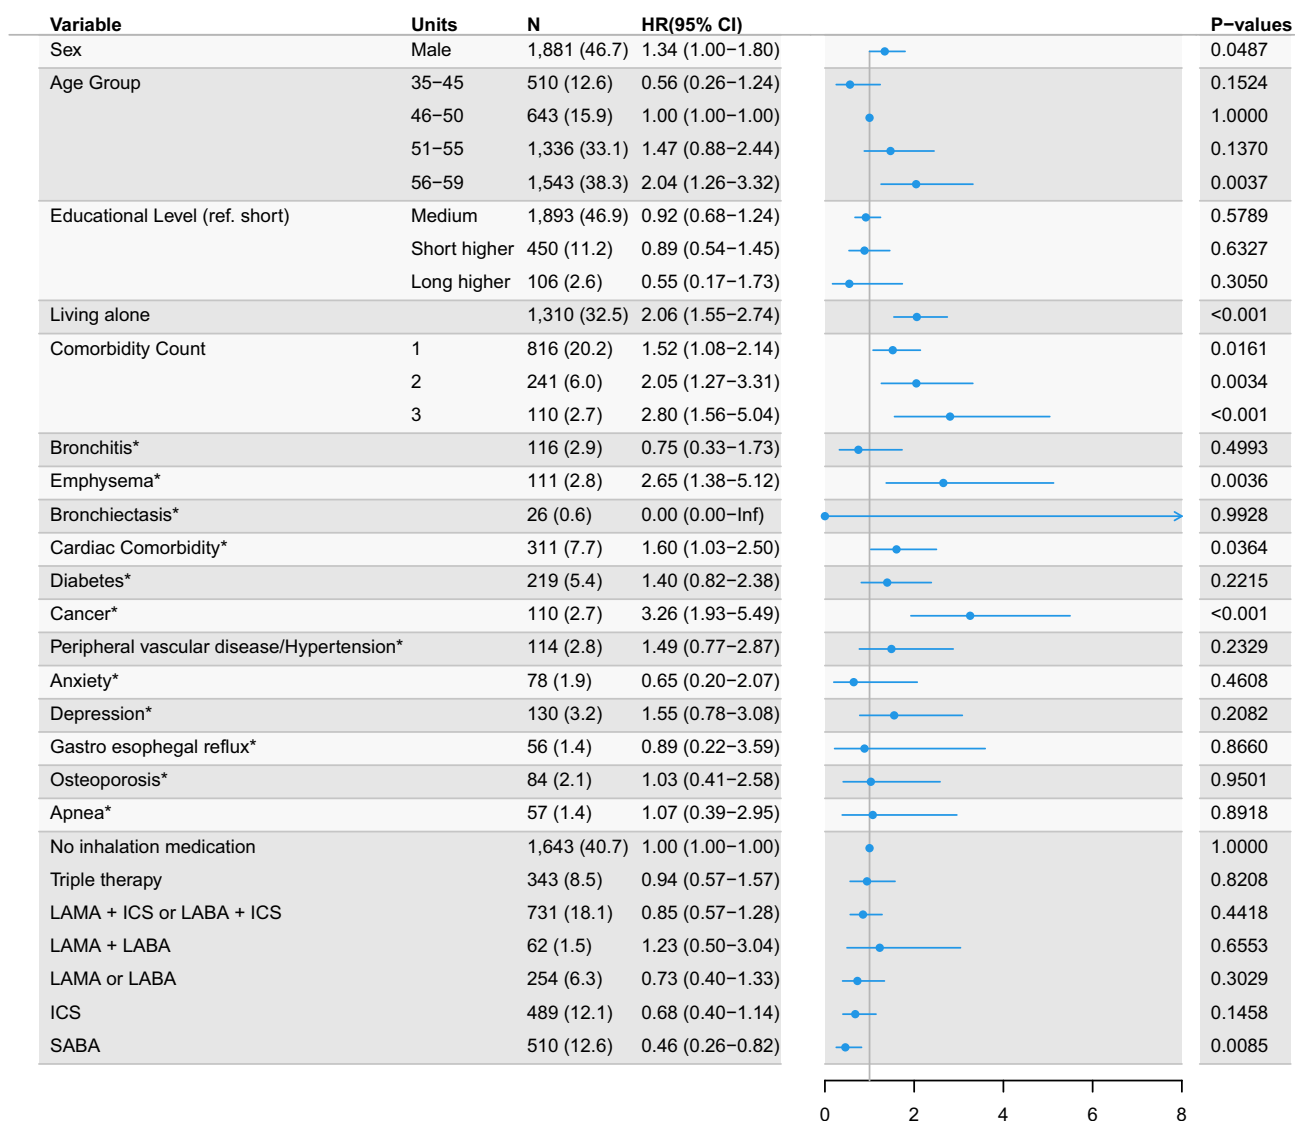 Variable Units N HR(95% CI) P−values
Sex Male 1,881 (46.7) 1.34 (1.00−1.80) 0.0487
Age Group 35−45 510 (12.6) 0.56 (0.26−1.24) 0.1524
46−50 643 (15.9) 1.00 (1.00−1.00) 1.0000
51−55 1,336 (33.1) 1.47 (0.88−2.44) 0.1370
56−59 1,543 (38.3) 2.04 (1.26−3.32) 0.0037
Educational Level (ref. short) Medium 1,893 (46.9) 0.92 (0.68−1.24) 0.5789
Short higher 450 (11.2) 0.89 (0.54−1.45) 0.6327
Long higher 106 (2.6) 0.55 (0.17−1.73) 0.3050
Living alone 1,310 (32.5) 2.06 (1.55−2.74) <0.001
Comorbidity Count 1 816 (20.2) 1.52 (1.08−2.14) 0.0161
2 241 (6.0) 2.05 (1.27−3.31) 0.0034
3 110 (2.7) 2.80 (1.56−5.04) <0.001
Bronchitis* 116 (2.9) 0.75 (0.33−1.73) 0.4993
Emphysema* 111 (2.8) 2.65 (1.38−5.12) 0.0036
Bronchiectasis* 26 (0.6) 0.00 (0.00−Inf) 0.9928
Cardiac Comorbidity* 311 (7.7) 1.60 (1.03−2.50) 0.0364
Diabetes* 219 (5.4) 1.40 (0.82−2.38) 0.2215
Cancer* 110 (2.7) 3.26 (1.93−5.49) <0.001
Peripheral vascular disease/Hypertension* 114 (2.8) 1.49 (0.77−2.87) 0.2329
Anxiety* 78 (1.9) 0.65 (0.20−2.07) 0.4608
Depression* 130 (3.2) 1.55 (0.78−3.08) 0.2082
Gastro esophegal reflux* 56 (1.4) 0.89 (0.22−3.59) 0.8660
Osteoporosis* 84 (2.1) 1.03 (0.41−2.58) 0.9501
Apnea* 57 (1.4) 1.07 (0.39−2.95) 0.8918
No inhalation medication 1,643 (40.7) 1.00 (1.00−1.00) 1.0000
Triple therapy 343 (8.5) 0.94 (0.57−1.57) 0.8208
LAMA + ICS or LABA + ICS 731 (18.1) 0.85 (0.57−1.28) 0.4418
LAMA + LABA 62 (1.5) 1.23 (0.50−3.04) 0.6553
LAMA or LABA 254 (6.3) 0.73 (0.40−1.33) 0.3029
ICS 489 (12.1) 0.68 (0.40−1.14) 0.1458
SABA 510 (12.6) 0.46 (0.26−0.82) 0.0085
0 2 4 6 8